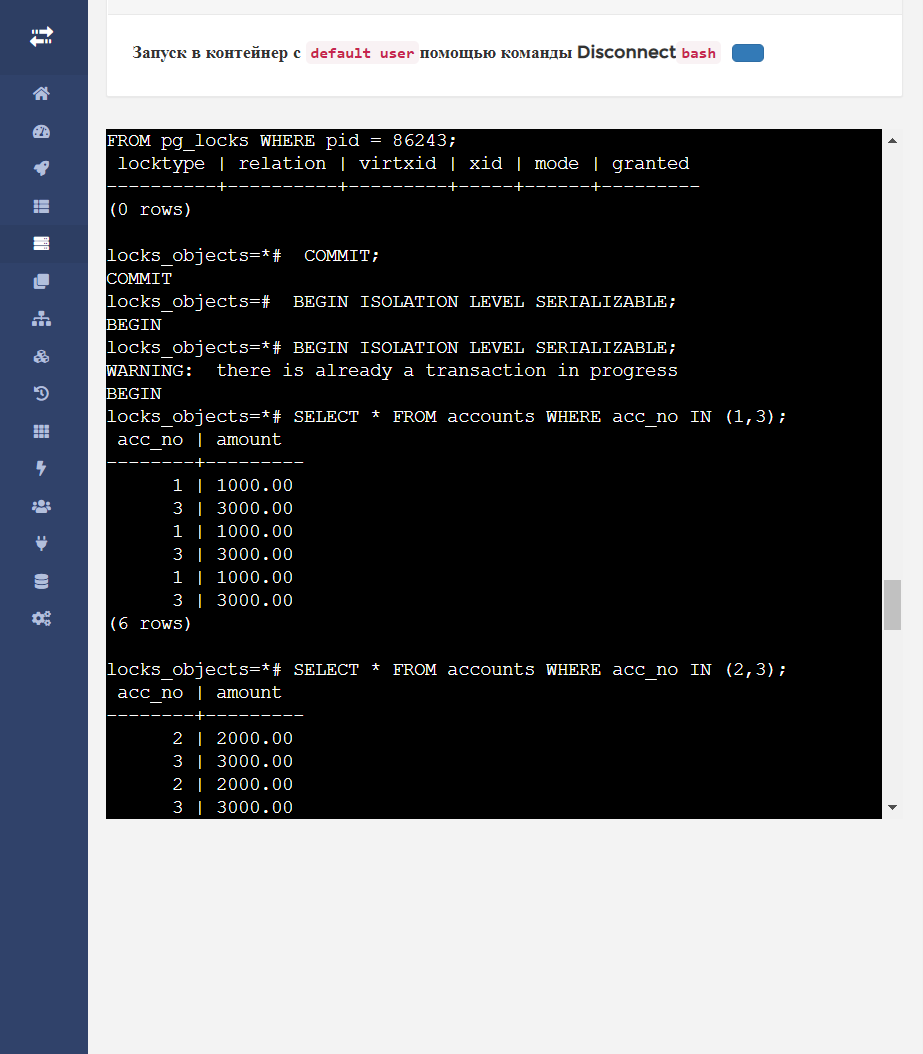 Запуск в контейнер с default user помощью команды Disconnect bash
FROM pg_locks WHERE pid = 86243;
 locktype | relation | virtxid | xid | mode | granted
----------+----------+---------+-----+------+---------
(0 rows)
locks_objects=*#  COMMIT;
COMMIT
locks_objects=#  BEGIN ISOLATION LEVEL SERIALIZABLE;
BEGIN
locks_objects=*# BEGIN ISOLATION LEVEL SERIALIZABLE;
WARNING:  there is already a transaction in progress
BEGIN
locks_objects=*# SELECT * FROM accounts WHERE acc_no IN (1,3);
 acc_no | amount
--------+---------
      1 | 1000.00
      3 | 3000.00
      1 | 1000.00
      3 | 3000.00
      1 | 1000.00
      3 | 3000.00
(6 rows)
locks_objects=*# SELECT * FROM accounts WHERE acc_no IN (2,3);
 acc_no | amount
--------+---------
      2 | 2000.00
      3 | 3000.00
      2 | 2000.00
      3 | 3000.00